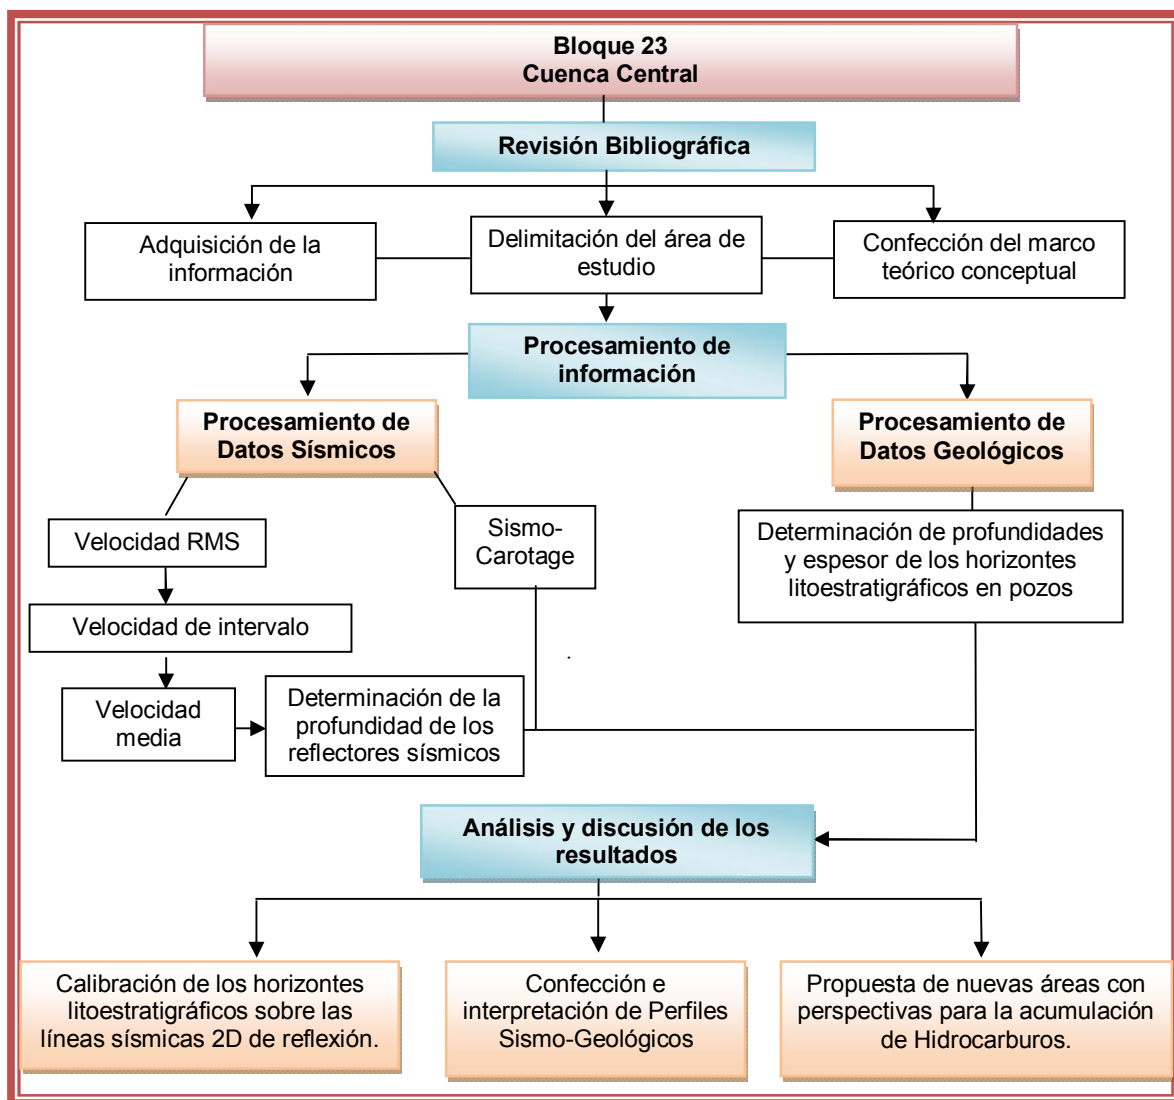 Bloque 23
Cuenca Central
Revisión Bibliográfica
Adquisición de la
información
Delimitación del área de
estudio
Confección del marco
teórico conceptual
Procesamiento de
información
Procesamiento de
Datos Sísmicos
Procesamiento de
Datos Geológicos
Velocidad RMS
Sismo-
Carotage
Determinación de profundidades
y espesor de los horizontes
litoestratigráficos en pozos
Velocidad de intervalo
Velocidad
media
Determinación de la
profundidad de los
reflectores sísmicos
Análisis y discusión de los
resultados
Calibración de los horizontes
litoestratigráficos sobre las
líneas sísmicas 2D de reflexión.
Confección e
interpretación de Perfiles
Sismo-Geológicos
Propuesta de nuevas áreas con
perspectivas para la acumulación
de Hidrocarburos.